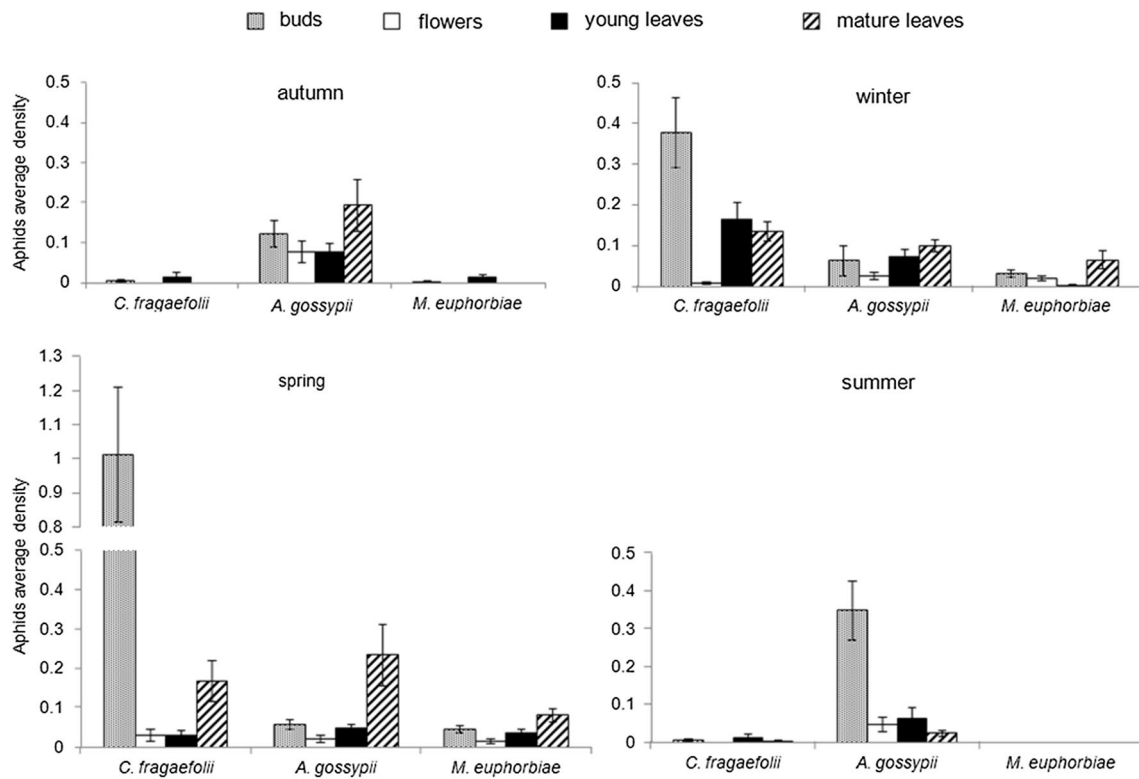 buds flowers young leaves mature leaves
Aphids average density
autumn
0.5
0.4
0.3
0.2
0.1
0
C. fragaefolii A. gossypii M. euphorbiae
winter
0.5
0.4
0.3
0.2
0.1
0
C. fragaefolii A. gossypii M. euphorbiae
Aphids average density
spring
1.3
1.2
1.1
1
0.9
0.8
0.5
0.4
0.3
0.2
0.1
0
C. fragaefolii A. gossypii M. euphorbiae
summer
0.5
0.4
0.3
0.2
0.1
0
C. fragaefolii A. gossypii M. euphorbiae